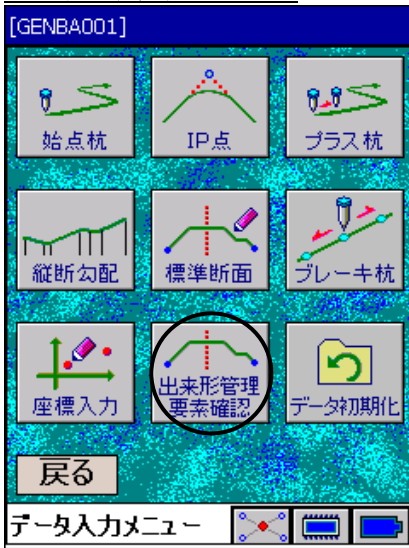 [GENBA001]
始点杭
IP点
プラス杭
縦断勾配
標準断面
ブレーキ杭
座標入力
出来形管理
要素確認
データ初期化
戻る
データ入力メニュー